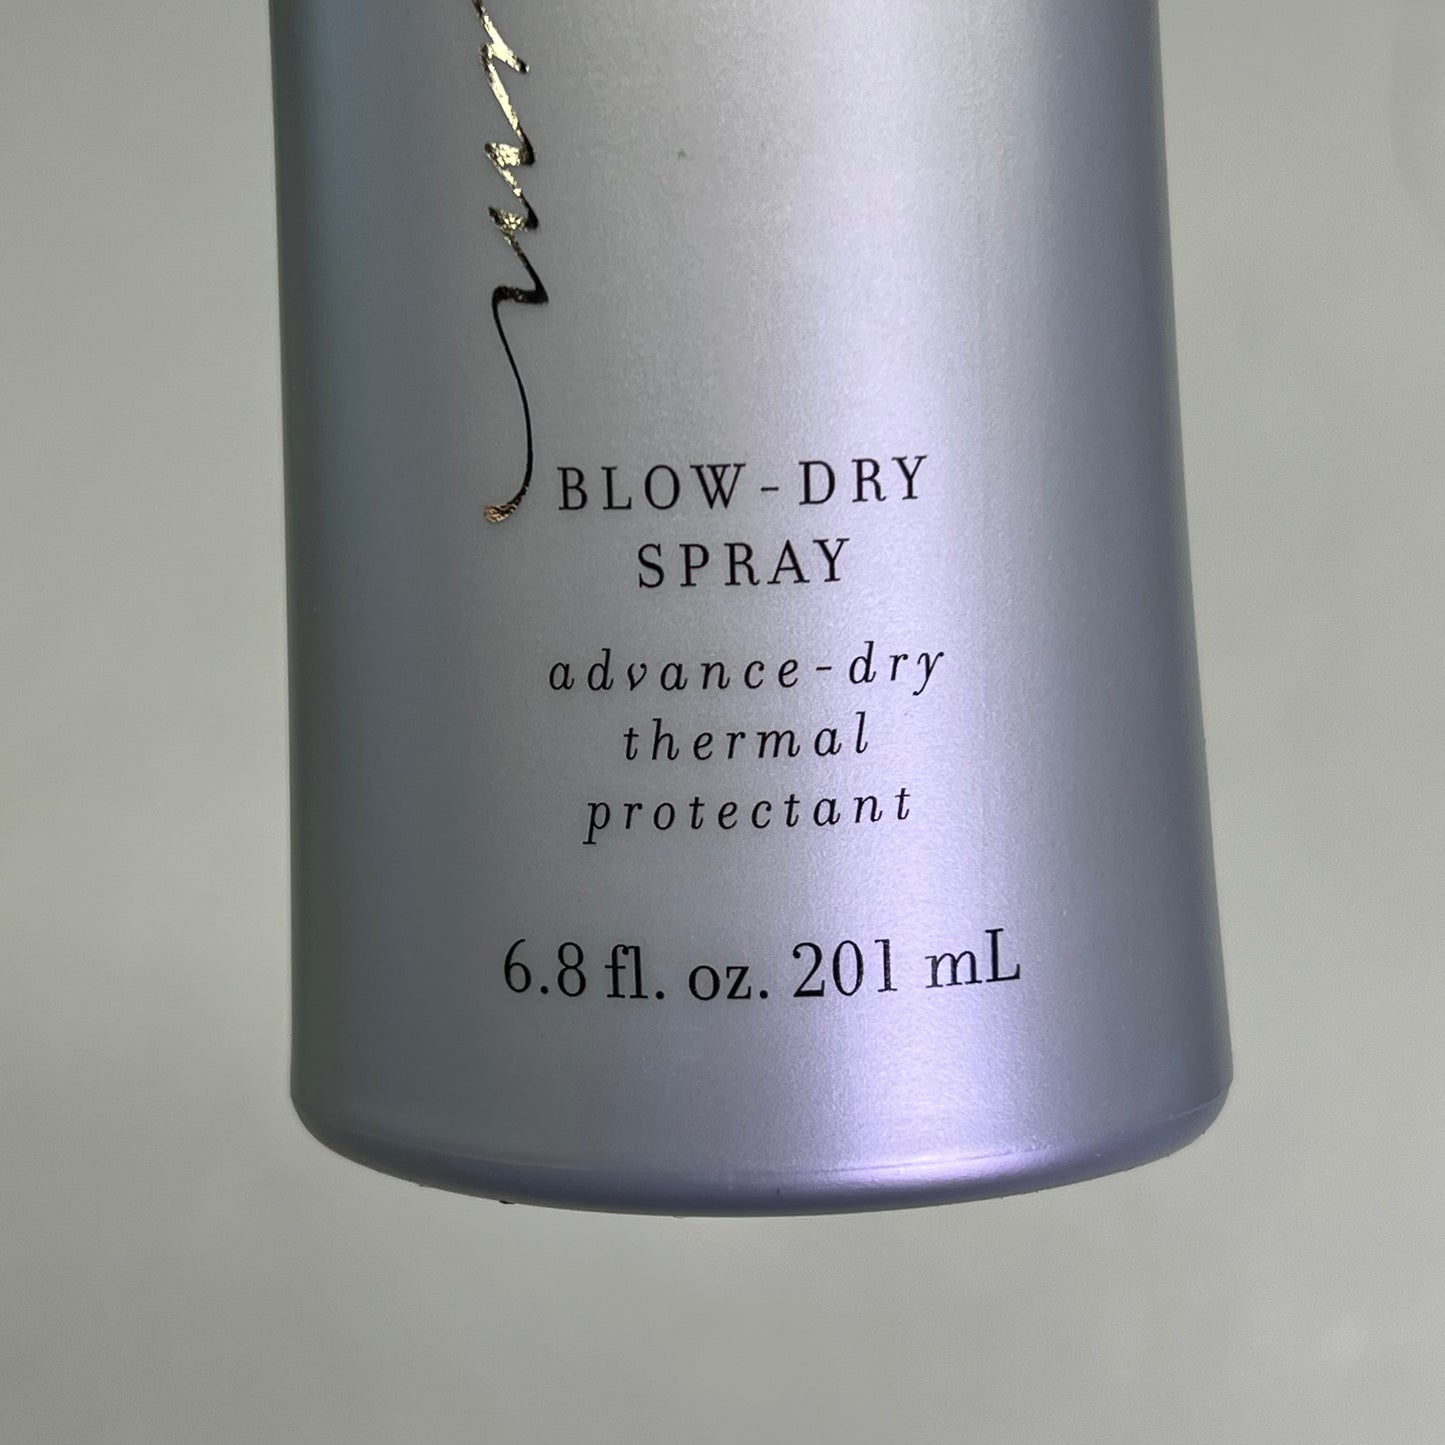 BLOW-DRY
SPRAY
advance-dry
thermal
protectant
6.8 fl. oz. 201 mL